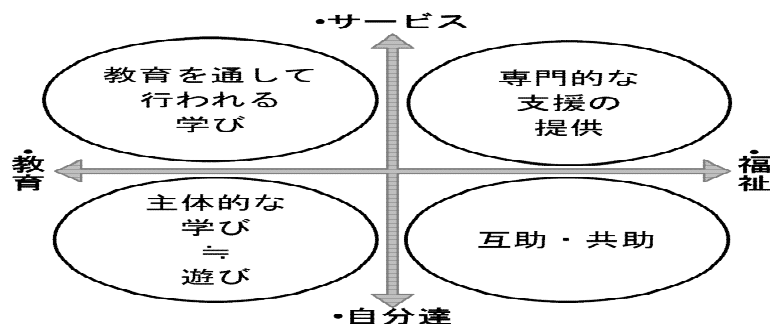 ・サービス
教育を通して
行われる
学び
専門的な
支援の
提供
・教育
・福祉
主体的な
学び
≒
遊び
互助・共助
・自分達